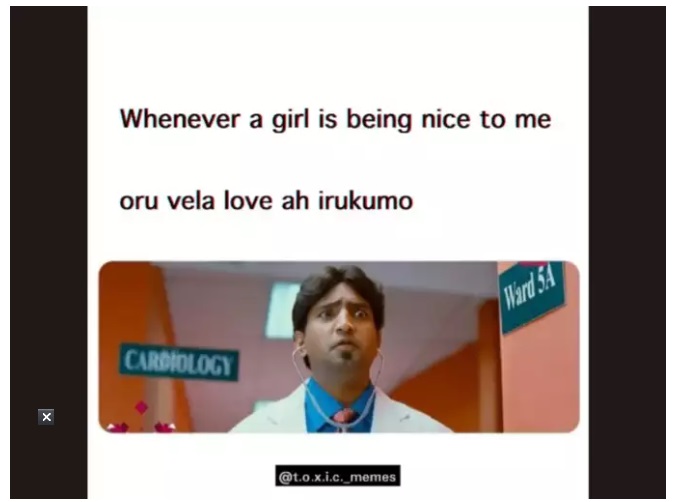 Whenever a girl is being nice to me
oru vela love ah irukumo
CARDIOLOGY
Ward 5A
@t.o.x.i.c._memes